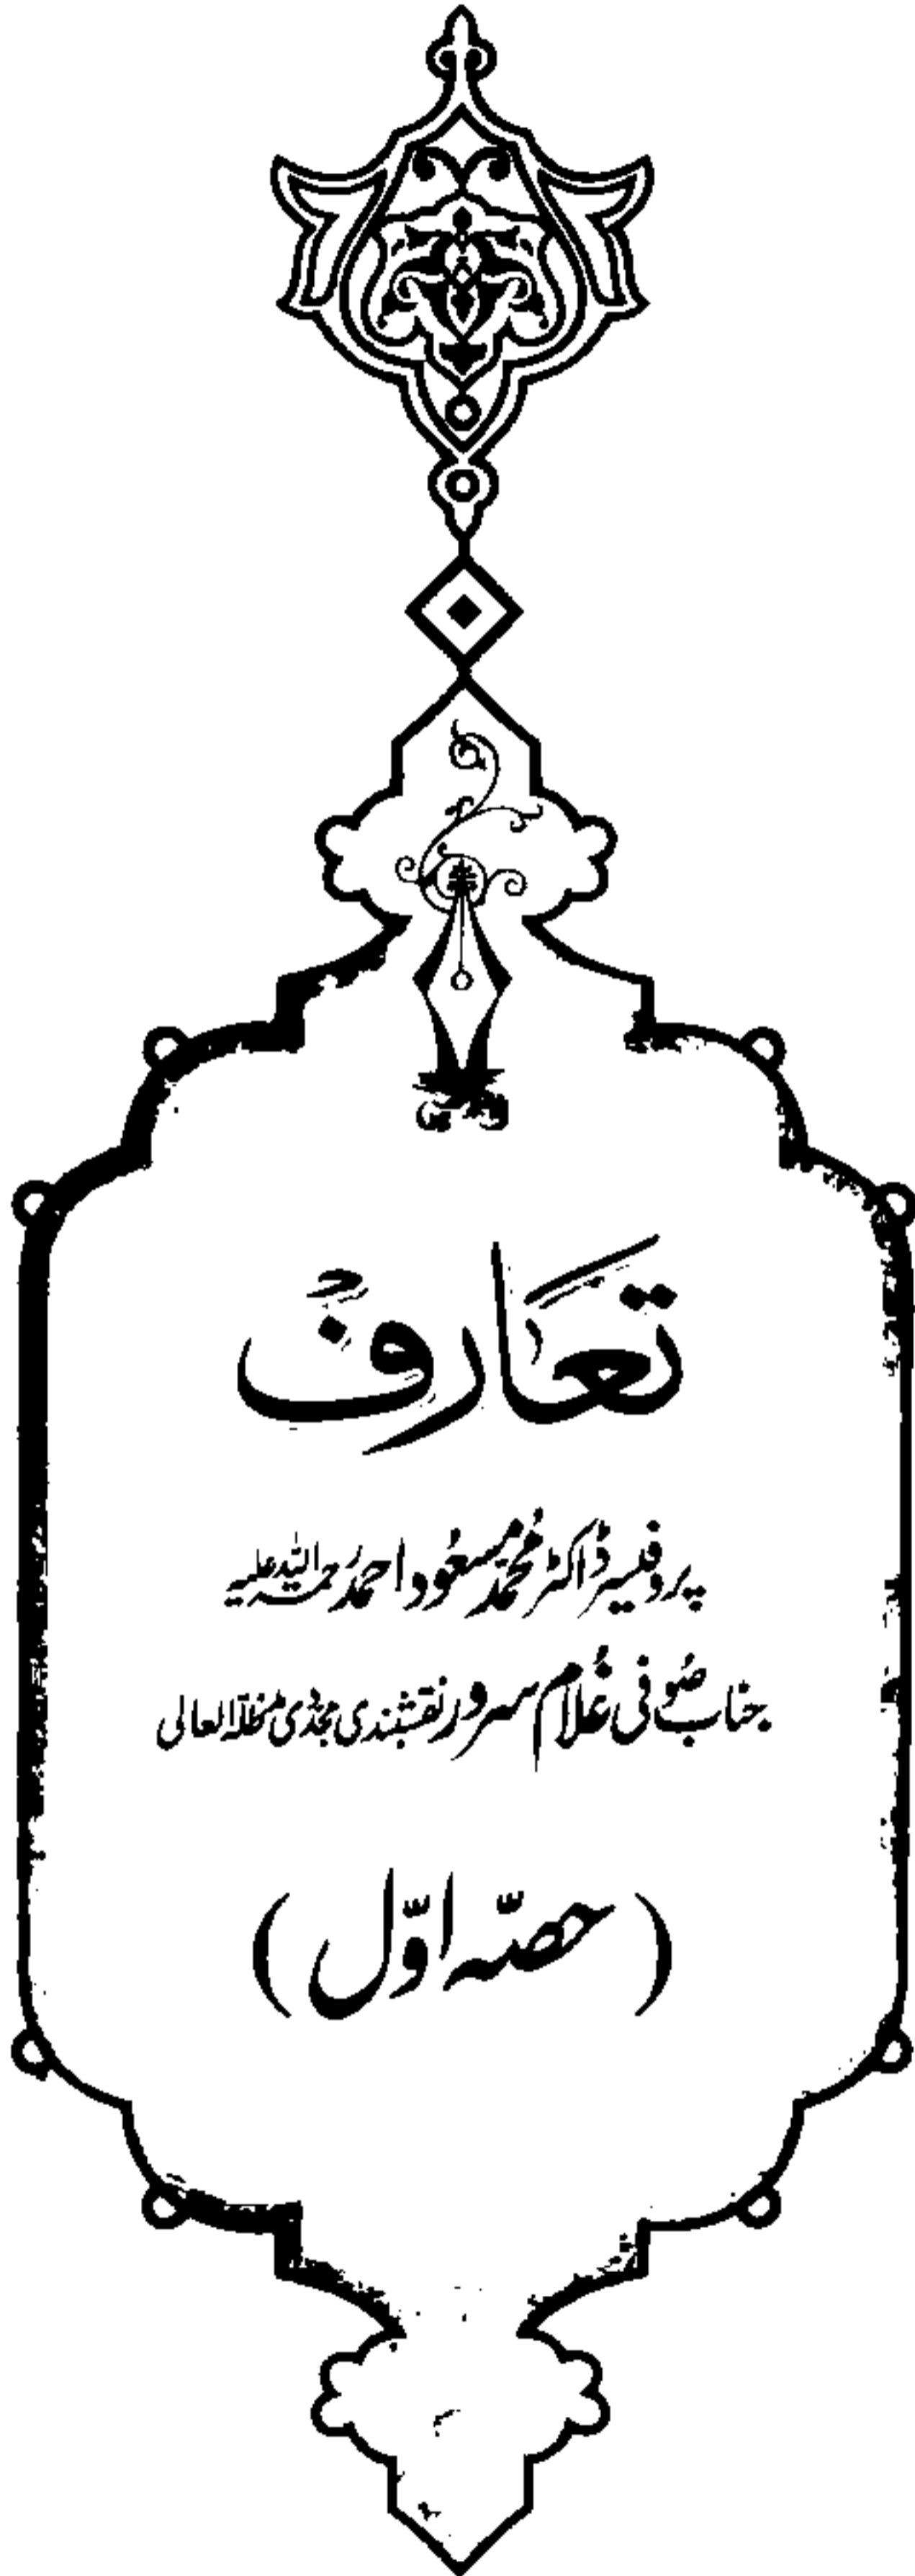 تعارف
پروفیسر ڈاکٹر محمد مسعود احمد رحمۃ اللہ علیہ
جناب صوفی غلام سرور نقشبندی مجددی مدظلہ العالی
(حصہ اوّل)